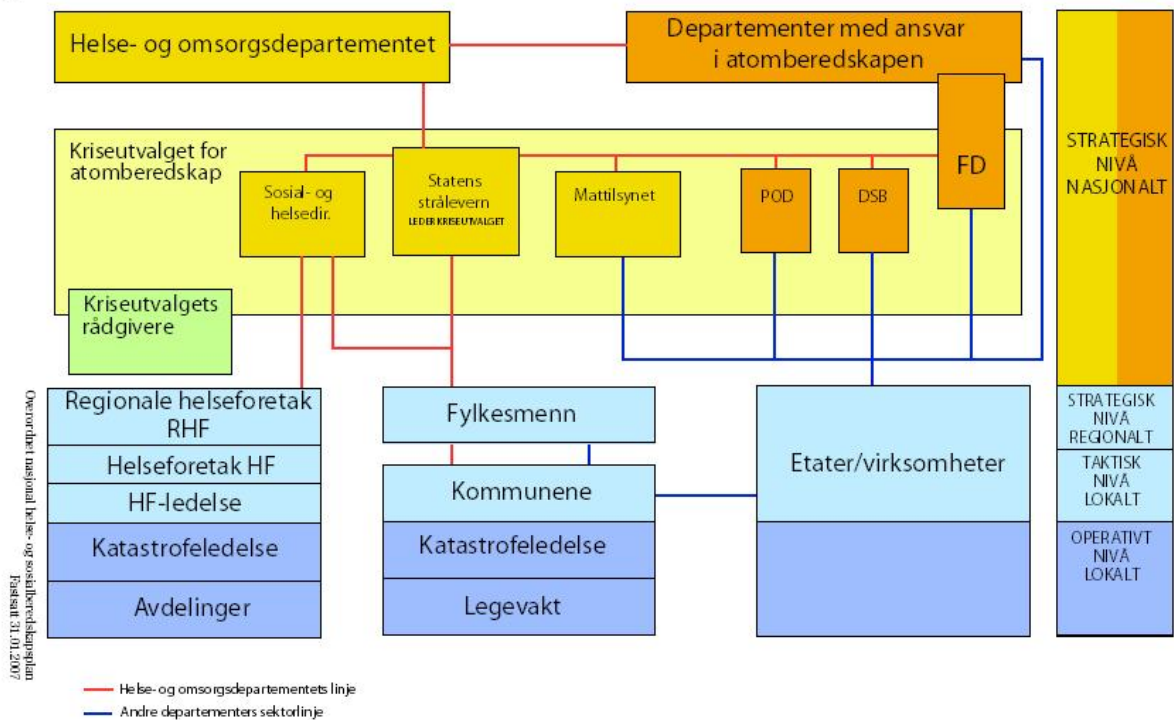 Helse- og omsorgsdepartementet
Departementer med ansvar
i atomberedskapen
Kriseutvalget for
atomberedskap
Sosial- og
helsedir.
Statens
strålevern
LEDER KRISEUTVALGET
Mattilsynet
POD
DSB
FD
STRATEGISK
NIVÅ
NASJONALT
Kriseutvalgets
rådgivere
Regionale helseforetak
RHF
Helseforetak HF
HF-ledelse
Katastrofeledelse
Avdelinger
Fylkesmenn
Kommunene
Katastrofeledelse
Legevakt
Etater/virksomheter
STRATEGISK
NIVÅ
REGIONALT
TAKTISK
NIVÅ
LOKALT
OPERATIVT
NIVÅ
LOKALT
Overordnet nasjonal helse- og sosialberedskapsplan
Fastsatt 31.01.2007
Helse- og omsorgsdepartementets linje
Andre departementers sektorlinje